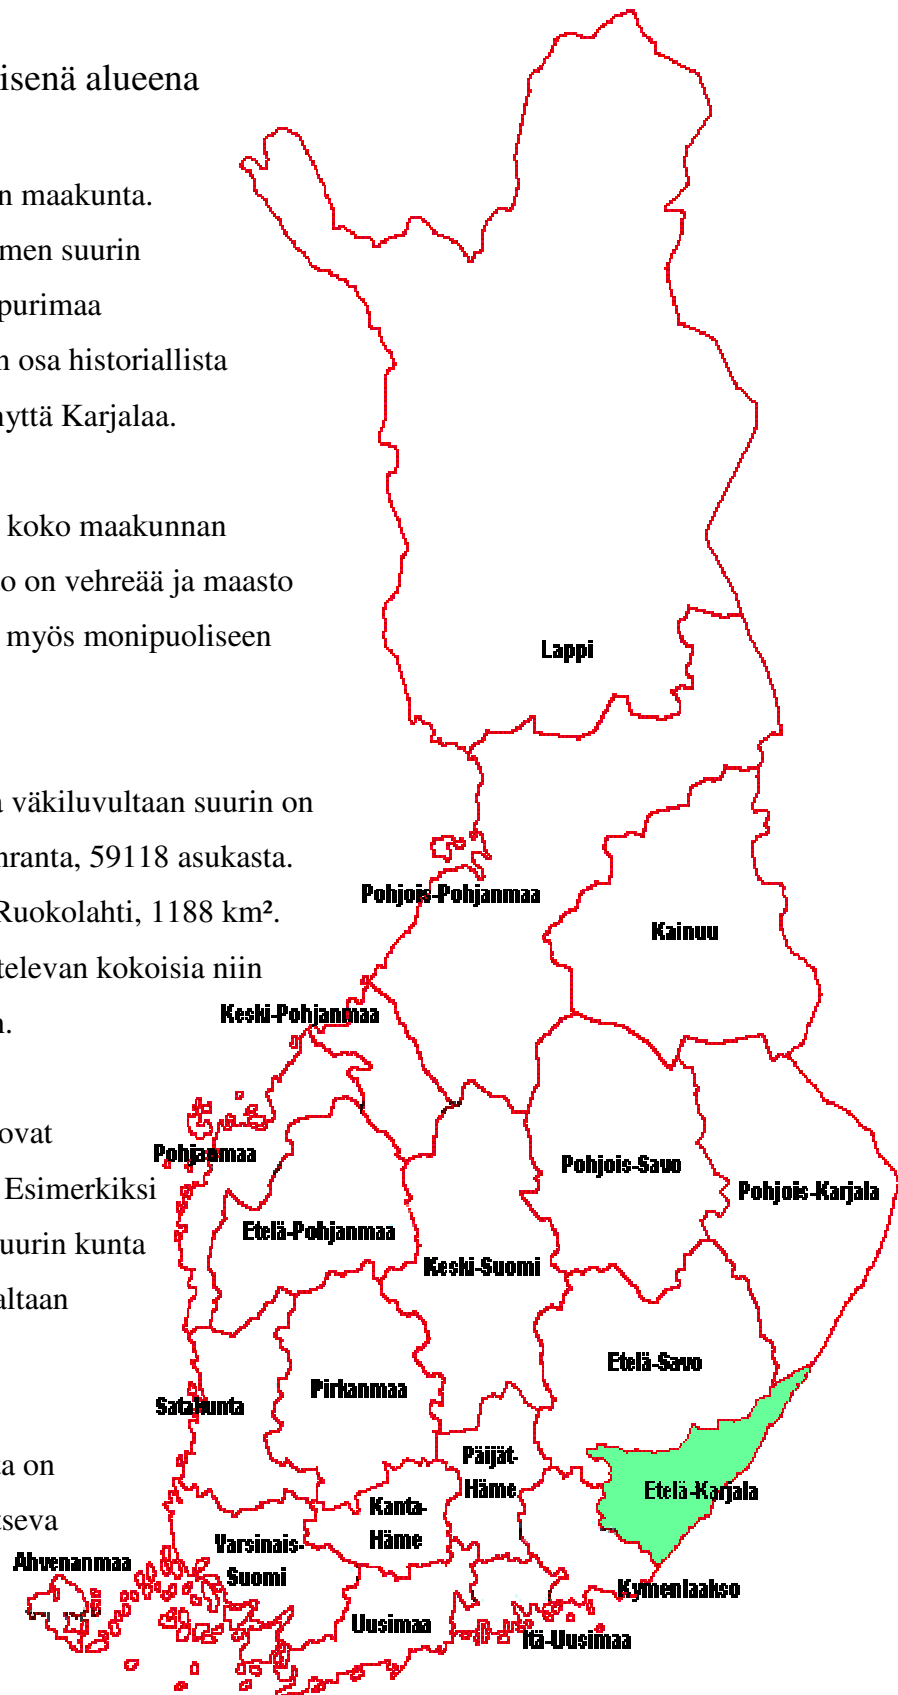 isenä alueena
n maakunta.
men suurin
purimaa
n osa historiallista
nyttä Karjalaa.
koko maakunnan
o on vehreää ja maasto
myös monipuoliseen
a väkiluvultaan suurin on
nranta, 59118 asukasta.
Ruokolahti, 1188 km².
televan kokoisia niin
n.
ovat
Esimerkiksi
uurin kunta
altaan
ta on
tseva
Lappi
Pohjois-Pohjanmaa
Kainuu
Keski-Pohjanmaa
Pohjanmaa
Pohjois-Savo
Pohjois-Karjala
Etelä-Pohjanmaa
Keski-Suomi
Etelä-Savo
Pirkanmaa
Satakunta
Päijät-
Häme
Etelä-Karjala
Kanta-
Häme
Varsinais-
Suomi
Ahvenanmaa
Kymenlaakso
Uusimaa
Itä-Uusimaa